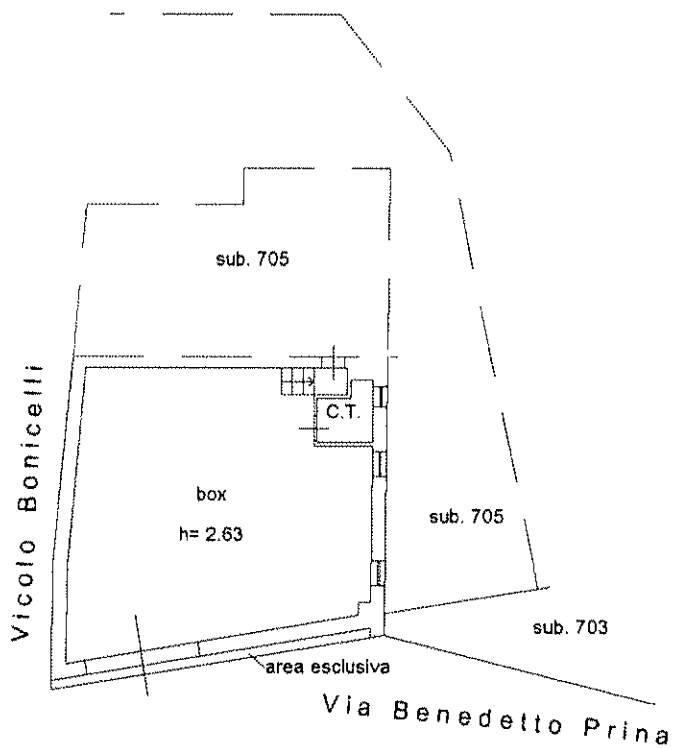 sub. 705
Vicolo Bonicelli
C.T.
box
h= 2.63
sub. 705
sub. 703
area esclusiva
Via Benedetto Prina